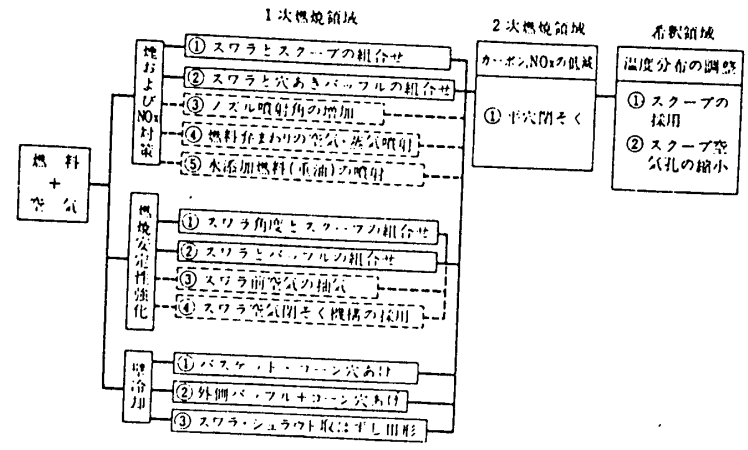 1次燃焼領域
2次燃焼領域
希釈領域
燃料
+
空気
煙およびNOx対策
① スワラとスクープの組合せ
② スワラと穴あきバッフルの組合せ
③ ノズル噴射角の増加
④ 燃料弁まわりの空気・蒸気噴射
⑤ 水添加燃料(重油)の噴射
燃焼安定性強化
① スワラ角度とスクープの組合せ
② スワラとバッフルの組合せ
③ スワラ前空気の抽気
④ スワラ空気閉そく機構の採用
壁冷却
① バスケット・コーン穴あけ
② 外側バッフル+コーン穴あけ
③ スワラ・シュラウト取はずし
カーボン,NOxの低減
① 平穴閉そく
温度分布の調整
① スクープの
採用
② スクープ空
気孔の縮小